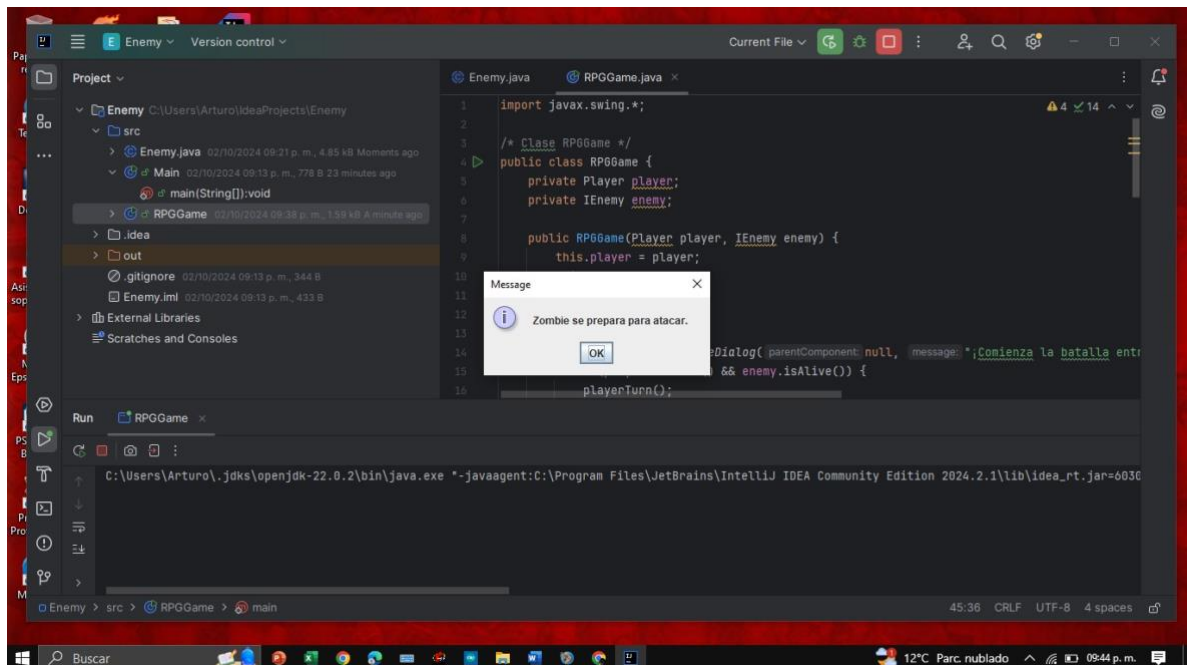 Enemy Version control Current File
Project
Enemy.java RPGGame.java
Enemy C:\Users\Arturo\IdeaProjects\Enemy
src
Enemy.java 02/10/2024 09:21 p. m., 4.85 kB Moments ago
Main 02/10/2024 09:13 p. m., 778 B 23 minutes ago
main(String[]):void
RPGGame 02/10/2024 09:38 p. m., 1.59 kB A minute ago
.idea
out
.gitignore 02/10/2024 09:13 p. m., 344 B
Enemy.iml 02/10/2024 09:13 p. m., 433 B
External Libraries
Scratches and Consoles
4 14
1 import javax.swing.*;
2
3 /* Clase RPGGame */
4 public class RPGGame {
5 private Player player;
6 private IEnemy enemy;
7
8 public RPGGame(Player player, IEnemy enemy) {
9 this.player = player;
10
11
12
13
14 eDialog( parentComponent: null, message: "¡Comienza la batalla entr
15 ) && enemy.isAlive()) {
16 playerTurn();
Message
Zombie se prepara para atacar.
OK
Run RPGGame
C:\Users\Arturo\.jdks\openjdk-22.0.2\bin\java.exe "-javaagent:C:\Program Files\JetBrains\IntelliJ IDEA Community Edition 2024.2.1\lib\idea_rt.jar=6030
Enemy > src > RPGGame > main 45:36 CRLF UTF-8 4 spaces
Buscar 12°C Parc. nublado 09:44 p. m.